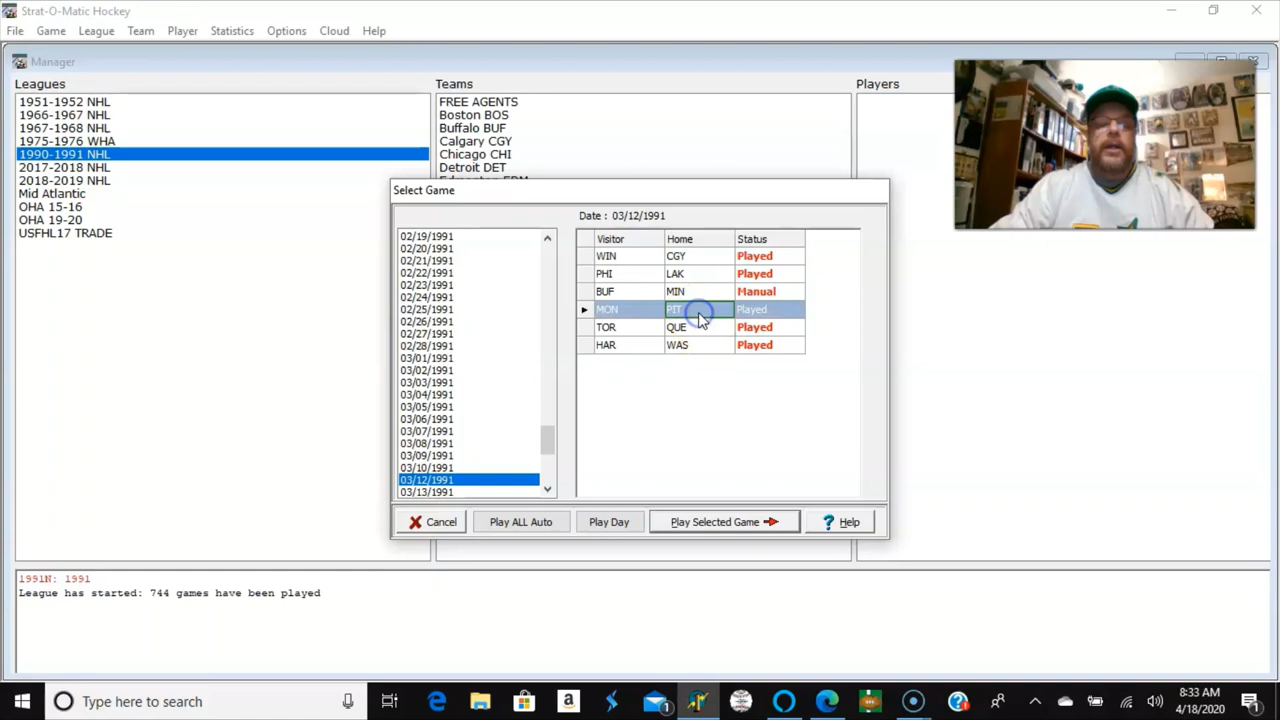 Strat-O-Matic Hockey
File Game League Team Player Statistics Options Cloud Help
Manager
Leagues
1951-1952 NHL
1966-1967 NHL
1967-1968 NHL
1975-1976 WHA
1990-1991 NHL
2017-2018 NHL
2018-2019 NHL
Mid Atlantic
OHA 15-16
OHA 19-20
USFHL17 TRADE
Teams
FREE AGENTS
Boston BOS
Buffalo BUF
Calgary CGY
Chicago CHI
Detroit DET
Players
Select Game
Date : 03/12/1991
02/19/1991
02/20/1991
02/21/1991
02/22/1991
02/23/1991
02/24/1991
02/25/1991
02/26/1991
02/27/1991
02/28/1991
03/01/1991
03/02/1991
03/03/1991
03/04/1991
03/05/1991
03/06/1991
03/07/1991
03/08/1991
03/09/1991
03/10/1991
03/12/1991
03/13/1991
Visitor Home Status
WIN CGY Played
PHI LAK Played
BUF MIN Manual
MON PIT Played
TOR QUE Played
HAR WAS Played
Cancel Play ALL Auto Play Day Play Selected Game Help
1991N: 1991
League has started: 744 games have been played
Type here to search
8:33 AM
4/18/2020